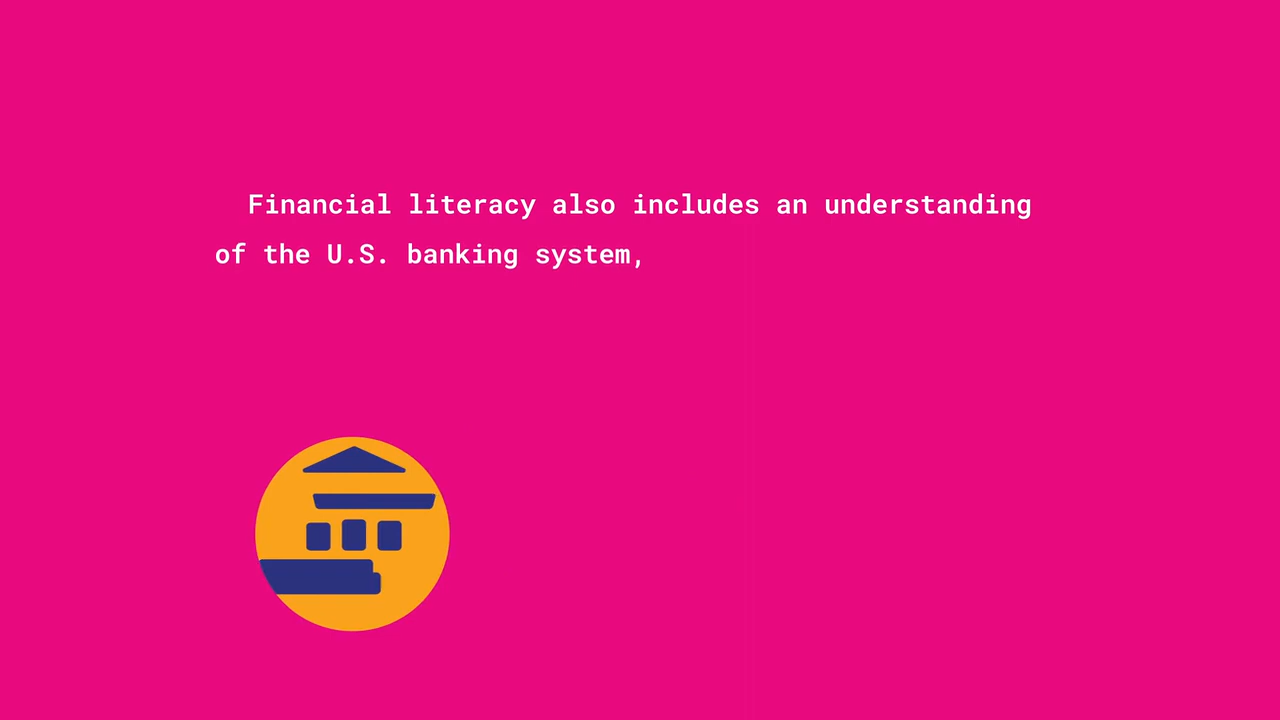 Financial literacy also includes an understanding
of the U.S. banking system,